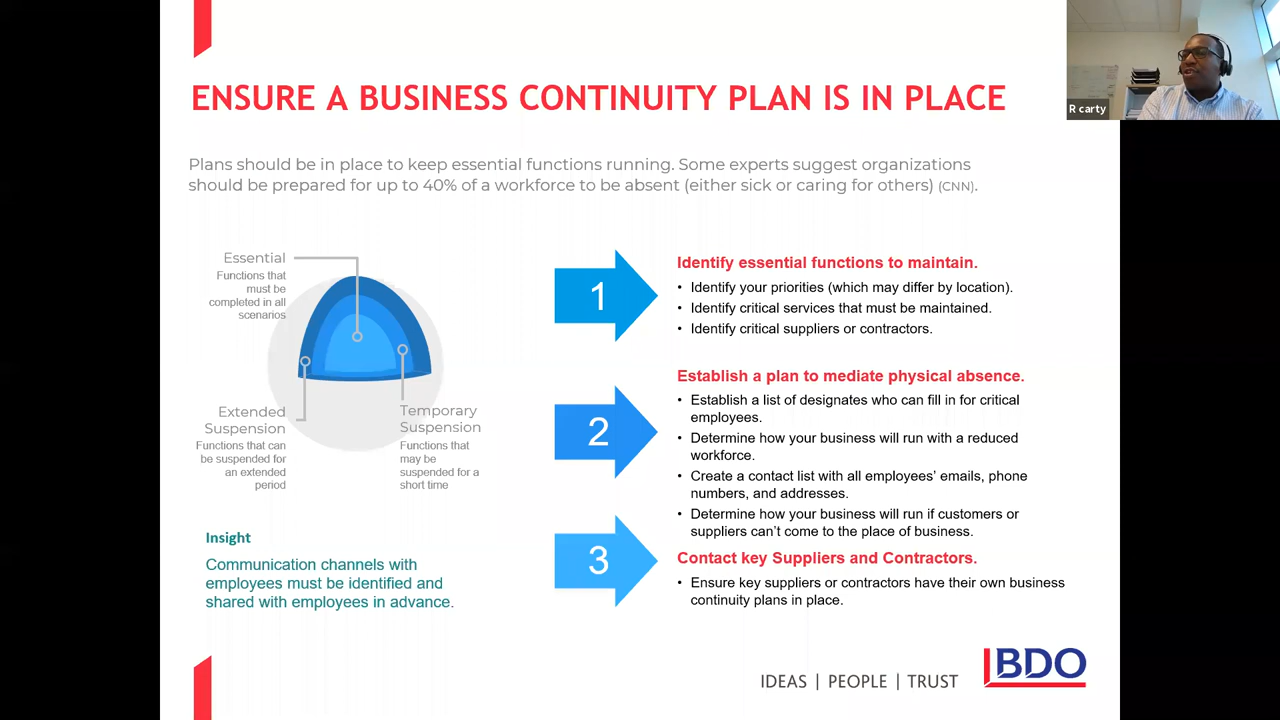 ENSURE A BUSINESS CONTINUITY PLAN IS IN PLACE
R carty
Plans should be in place to keep essential functions running. Some experts suggest organizations
should be prepared for up to 40% of a workforce to be absent (either sick or caring for others) (CNN).
Essential
Functions that
must be
completed in all
scenarios
Extended
Suspension
Functions that can
be suspended for
an extended
period
Temporary
Suspension
Functions that
may be
suspended for a
short time
Insight
Communication channels with
employees must be identified and
shared with employees in advance.
1
Identify essential functions to maintain.
• Identify your priorities (which may differ by location).
• Identify critical services that must be maintained.
• Identify critical suppliers or contractors.
2
Establish a plan to mediate physical absence.
• Establish a list of designates who can fill in for critical
employees.
• Determine how your business will run with a reduced
workforce.
• Create a contact list with all employees’ emails, phone
numbers, and addresses.
• Determine how your business will run if customers or
suppliers can’t come to the place of business.
3
Contact key Suppliers and Contractors.
• Ensure key suppliers or contractors have their own business
continuity plans in place.
IDEAS | PEOPLE | TRUST
BDO